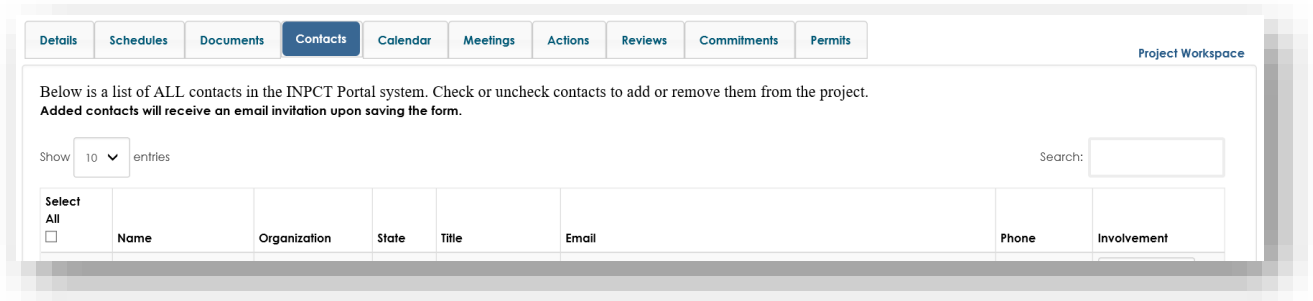 Details Schedules Documents Contacts Calendar Meetings Actions Reviews Commitments Permits
Project Workspace
Below is a list of ALL contacts in the INPCT Portal system. Check or uncheck contacts to add or remove them from the project.
Added contacts will receive an email invitation upon saving the form.
Show 10 entries Search:
Select
All
Name Organization State Title Email Phone Involvement